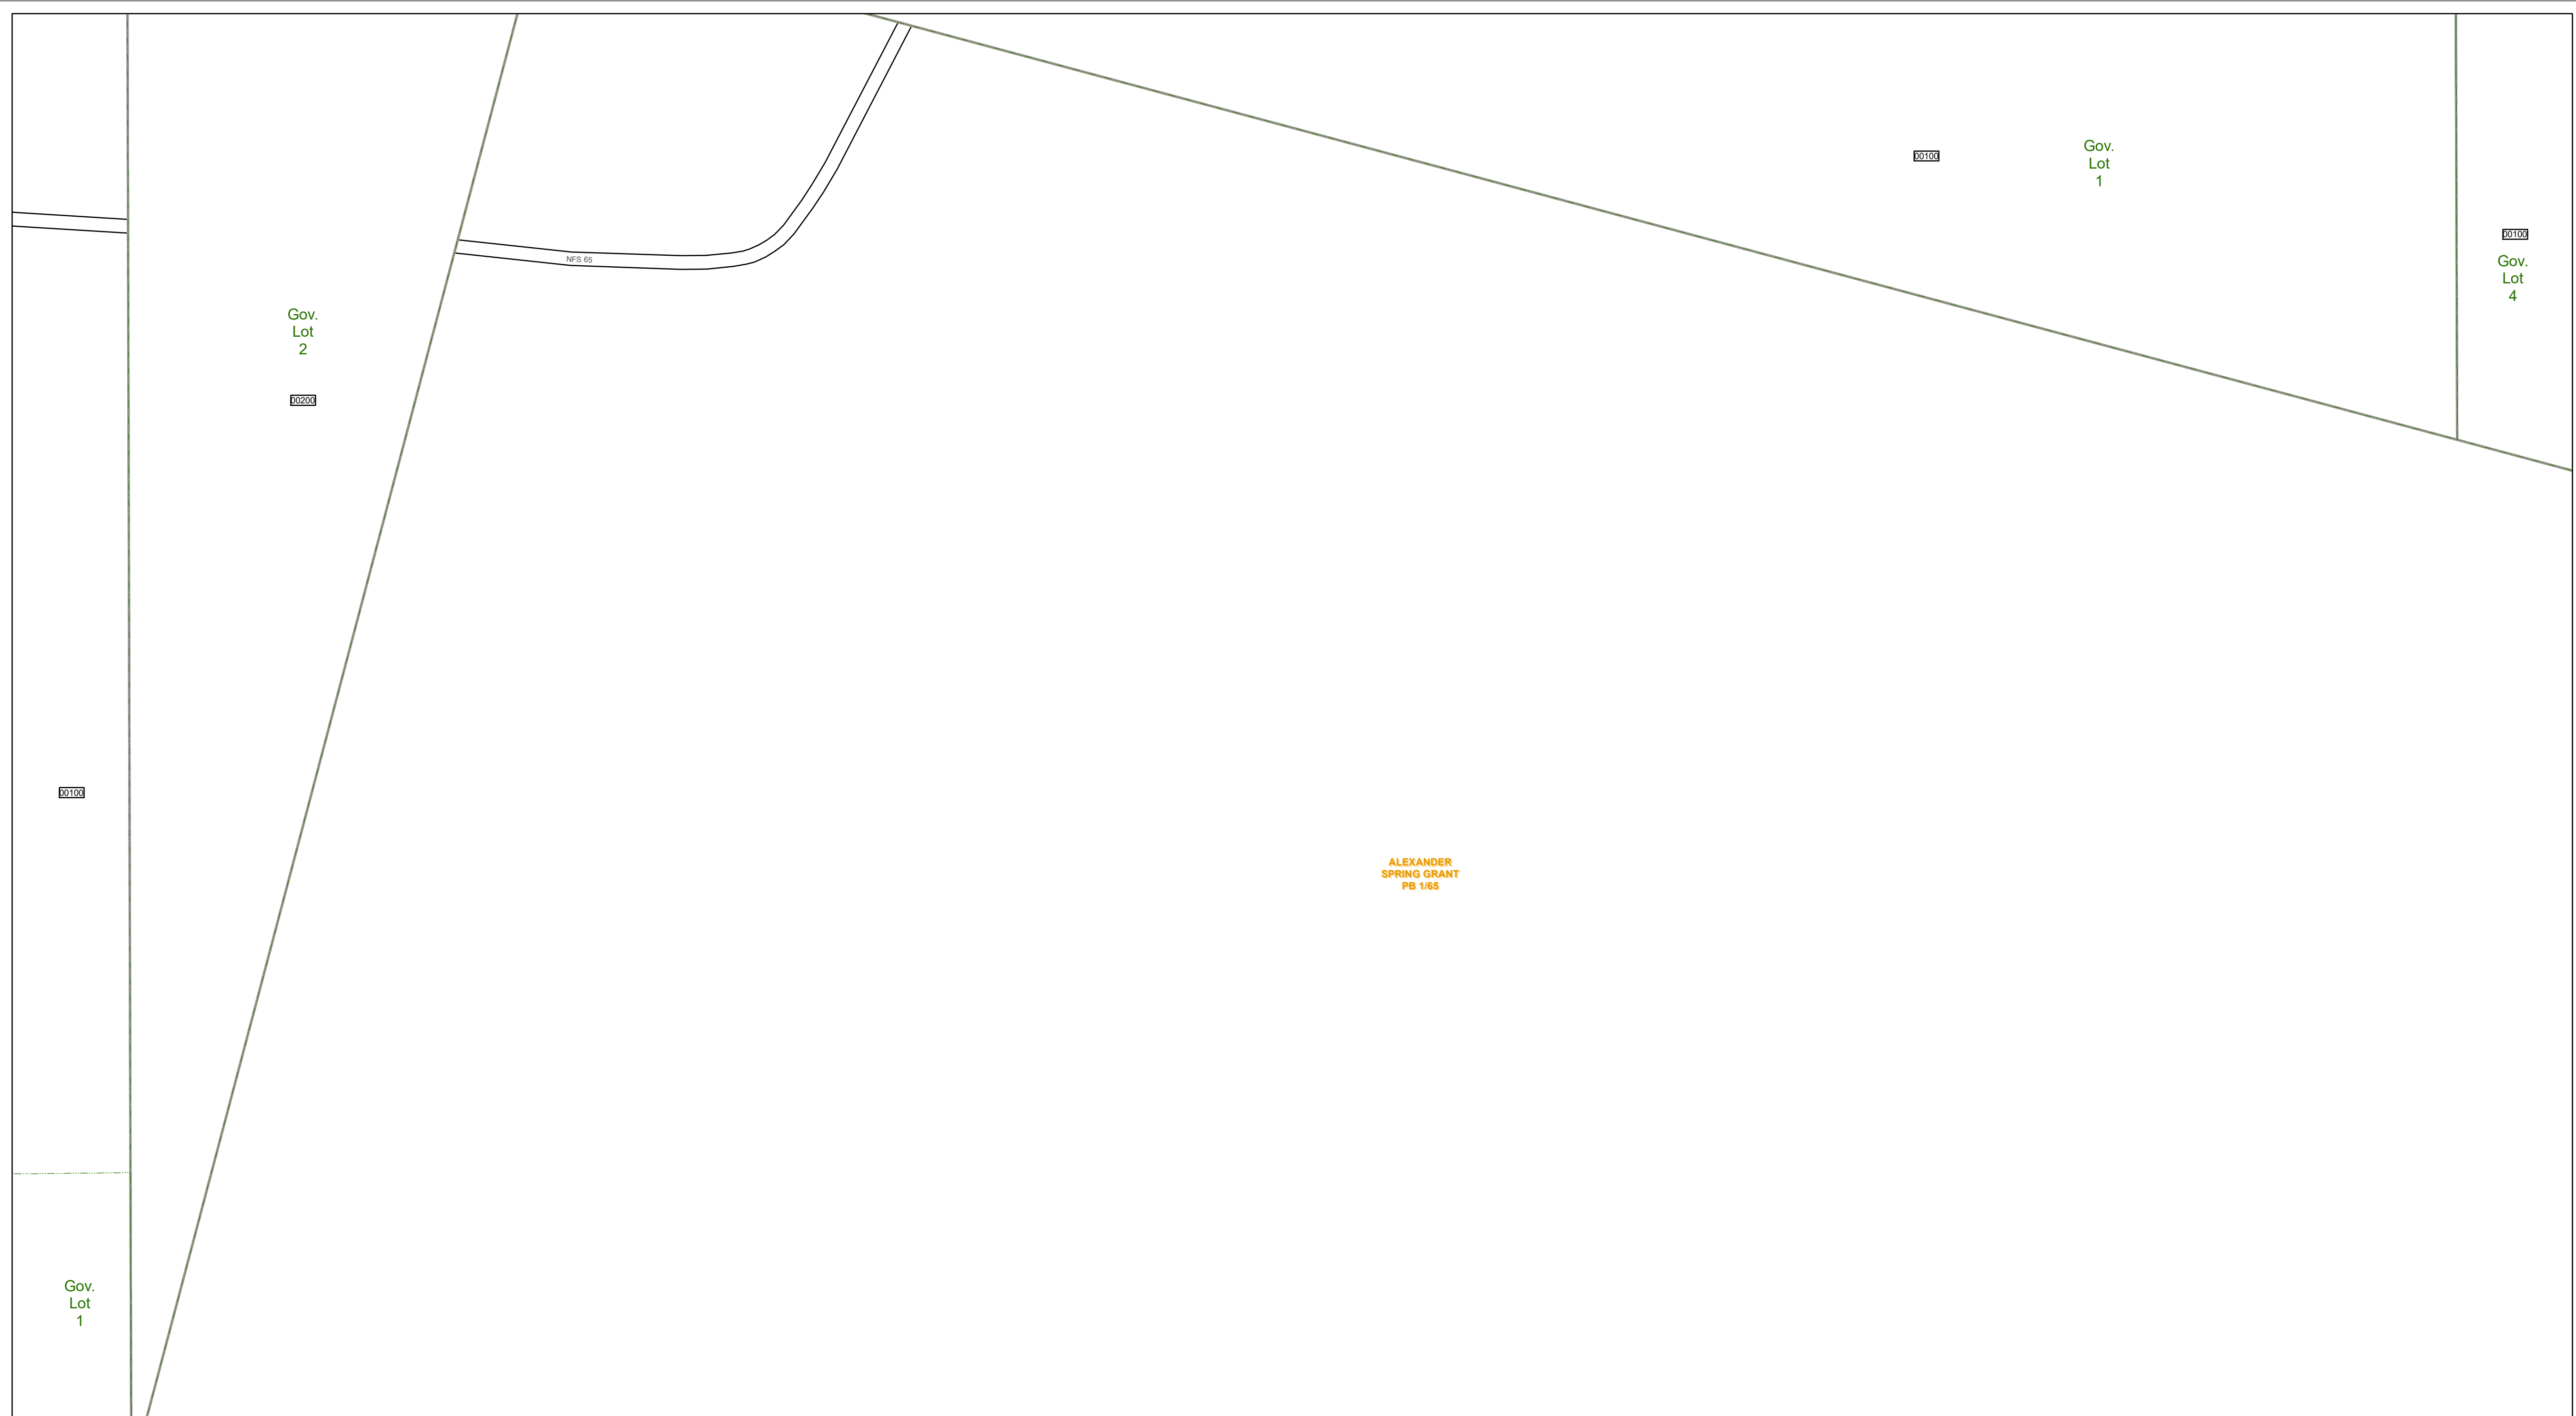 Gov.
Lot
1
00100
00100
Gov.
Lot
4
NFS 65
Gov.
Lot
2
00200
00100
ALEXANDER
SPRING GRANT
PB 1/65
Gov.
Lot
1